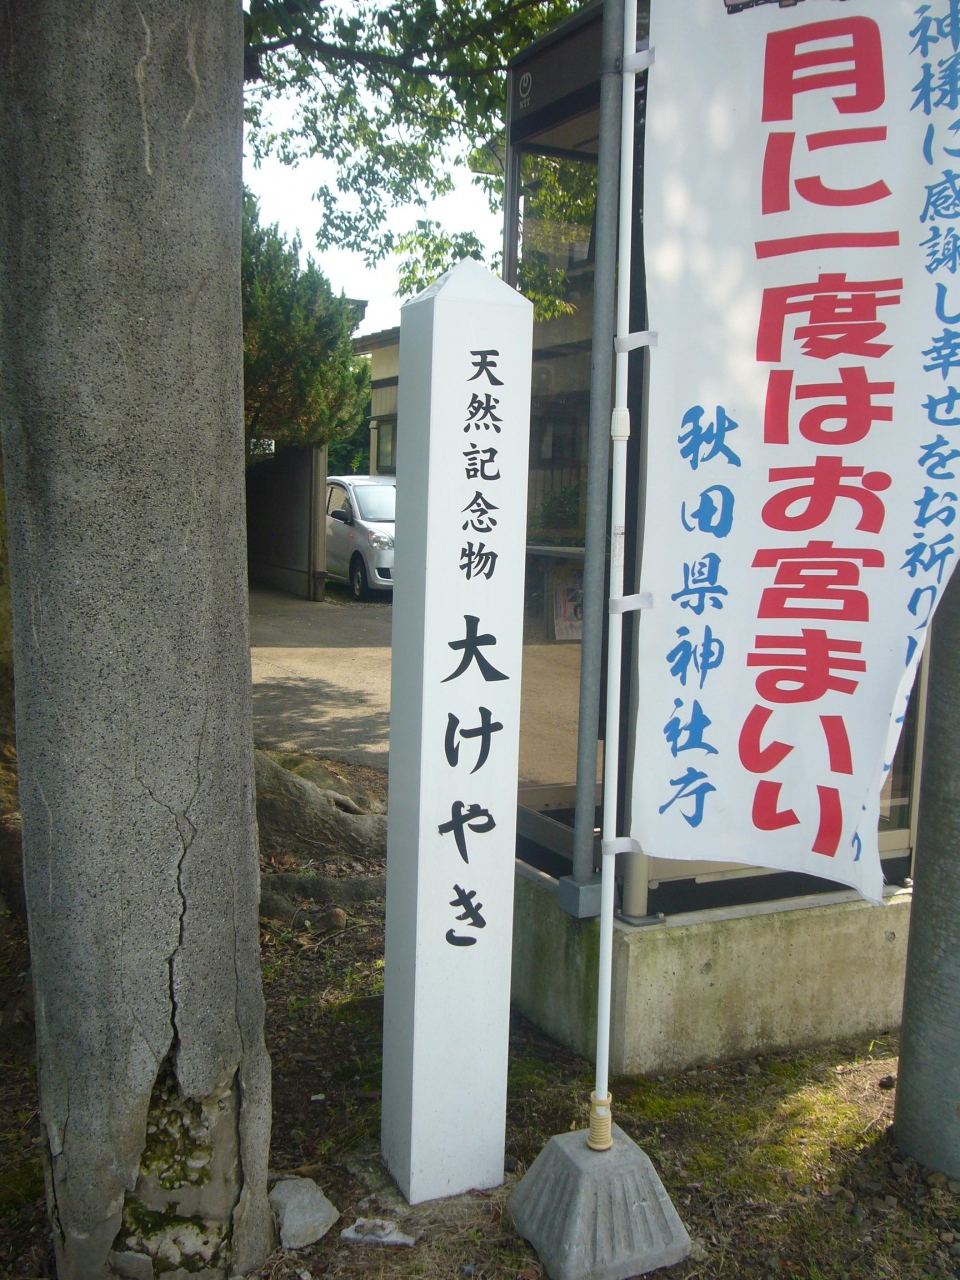 神様に感謝し幸せをお祈り
月に一度はお宮まいり
秋田県神社庁
天然記念物 大けやき
NTT